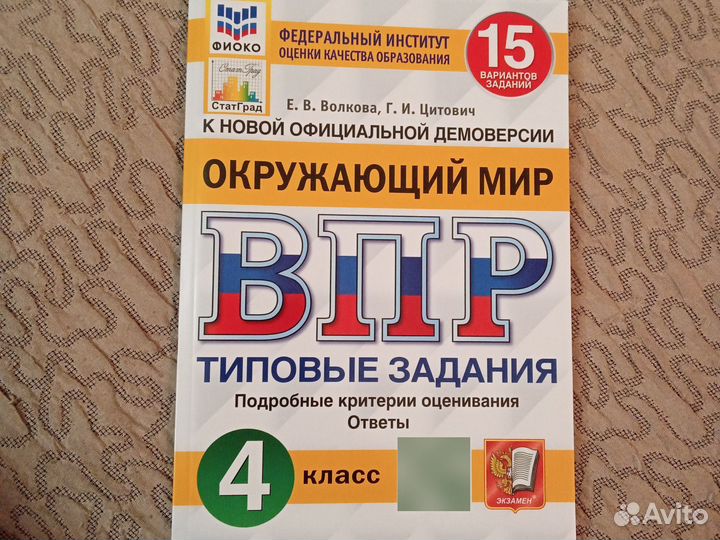 ФИОКО
ФЕДЕРАЛЬНЫЙ ИНСТИТУТ
ОЦЕНКИ КАЧЕСТВА ОБРАЗОВАНИЯ
15
ВАРИАНТОВ
ЗАДАНИЙ
СтатГрад
СтатГрад
Е. В. Волкова, Г. И. Цитович
К НОВОЙ ОФИЦИАЛЬНОЙ ДЕМОВЕРСИИ
ОКРУЖАЮЩИЙ МИР
ВПР
ТИПОВЫЕ ЗАДАНИЯ
Подробные критерии оценивания
Ответы
4 класс
ЭКЗАМЕН
Avito